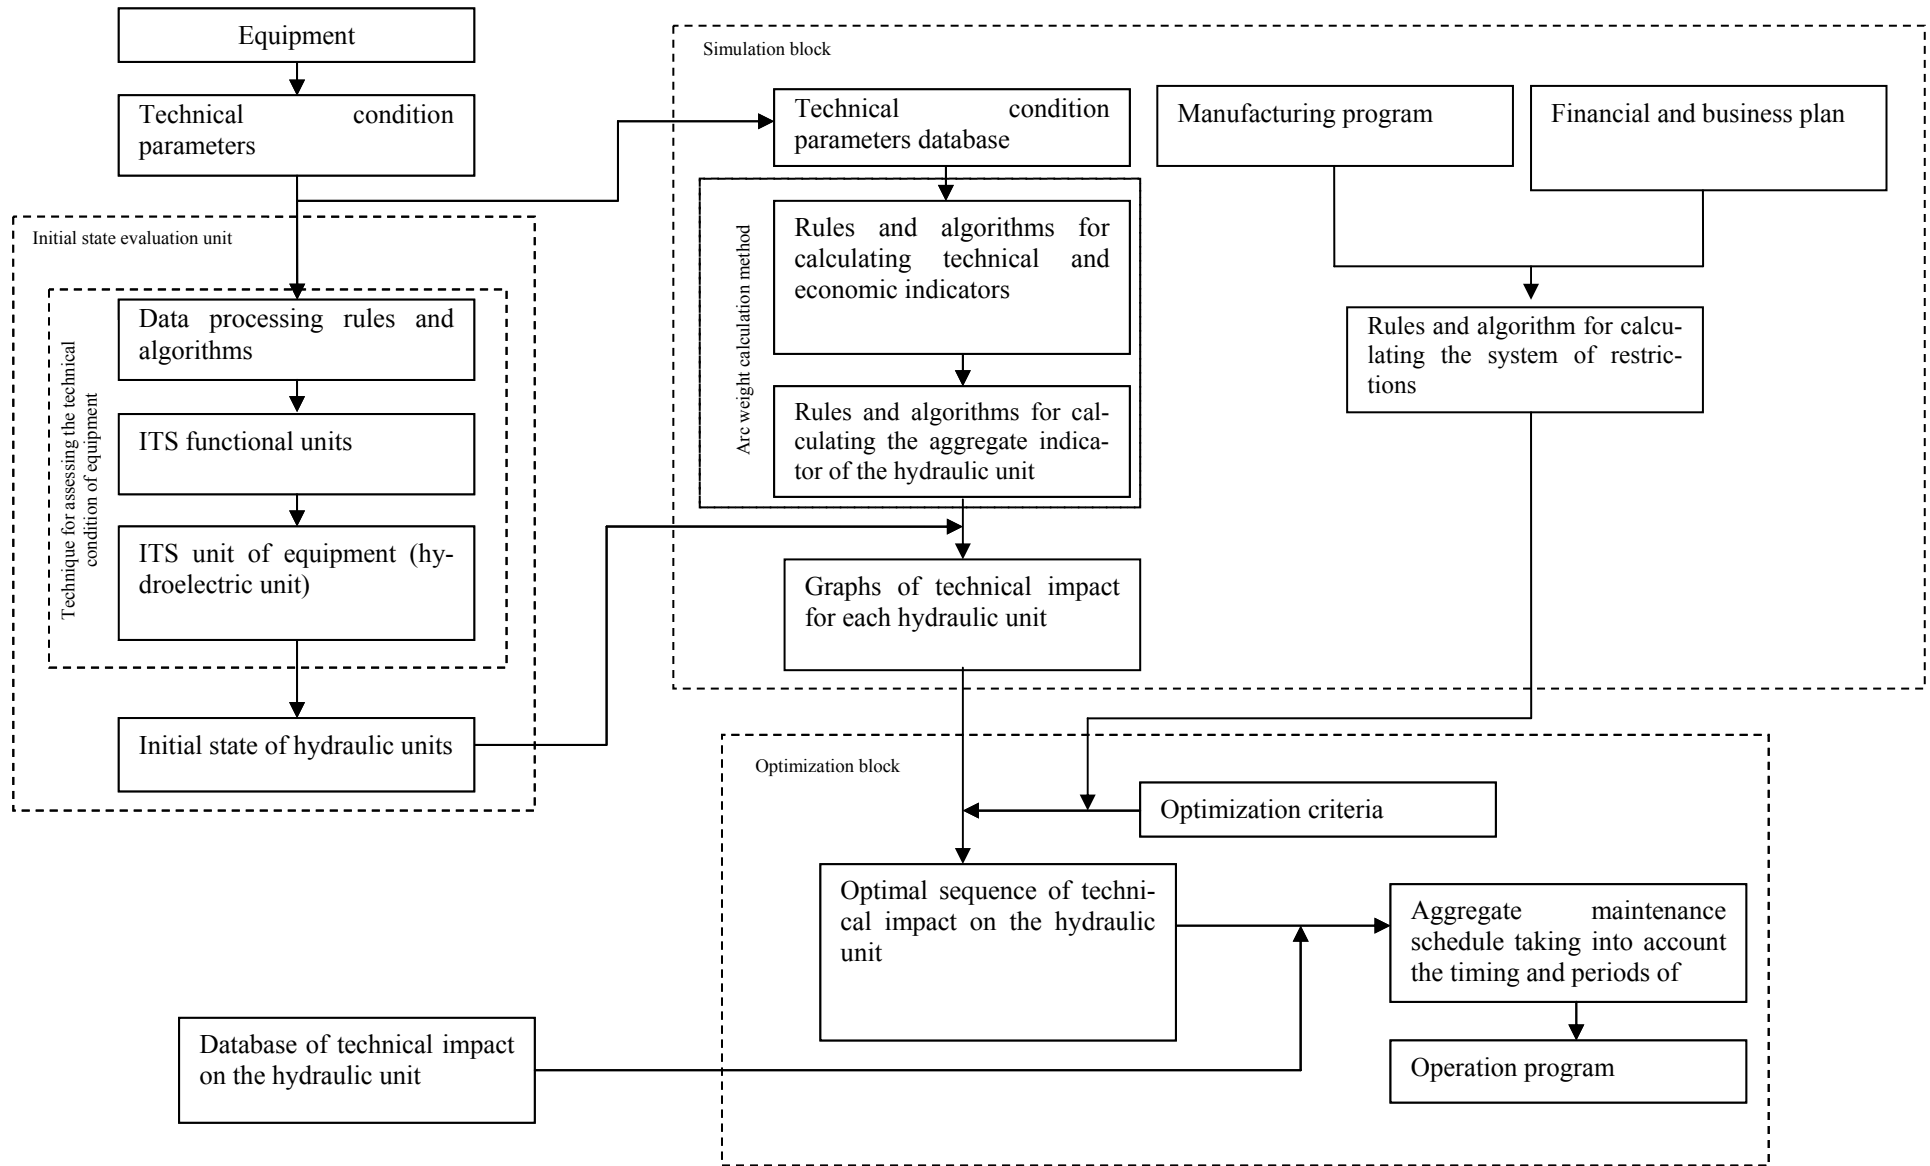 Equipment
Technical condition
parameters
Initial state evaluation unit
Technique for assessing the technical
condition of equipment
Data processing rules and
algorithms
ITS functional units
ITS unit of equipment (hy-
droelectric unit)
Initial state of hydraulic units
Simulation block
Technical condition
parameters database
Manufacturing program
Financial and business plan
Arc weight calculation method
Rules and algorithms for
calculating technical and
economic indicators
Rules and algorithms for cal-
culating the aggregate indica-
tor of the hydraulic unit
Rules and algorithm for calcu-
lating the system of restric-
tions
Graphs of technical impact
for each hydraulic unit
Optimization block
Optimization criteria
Optimal sequence of techni-
cal impact on the hydraulic
unit
Aggregate maintenance
schedule taking into account
the timing and periods of
Database of technical impact
on the hydraulic unit
Operation program